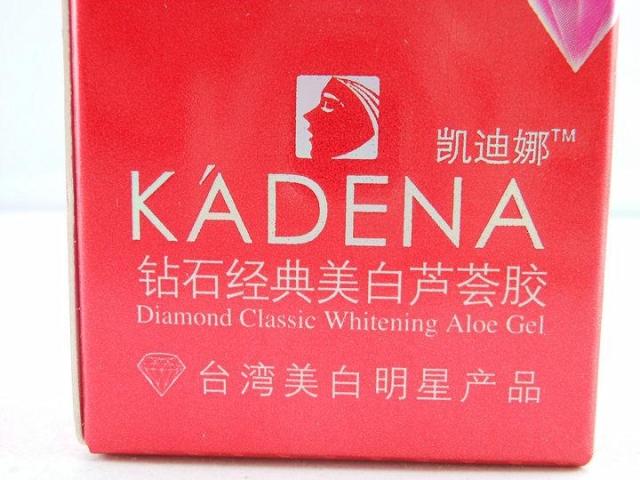 凯迪娜™
KÁDENA
钻石经典美白芦荟胶
Diamond Classic Whitening Aloe Gel
台湾美白明星产品